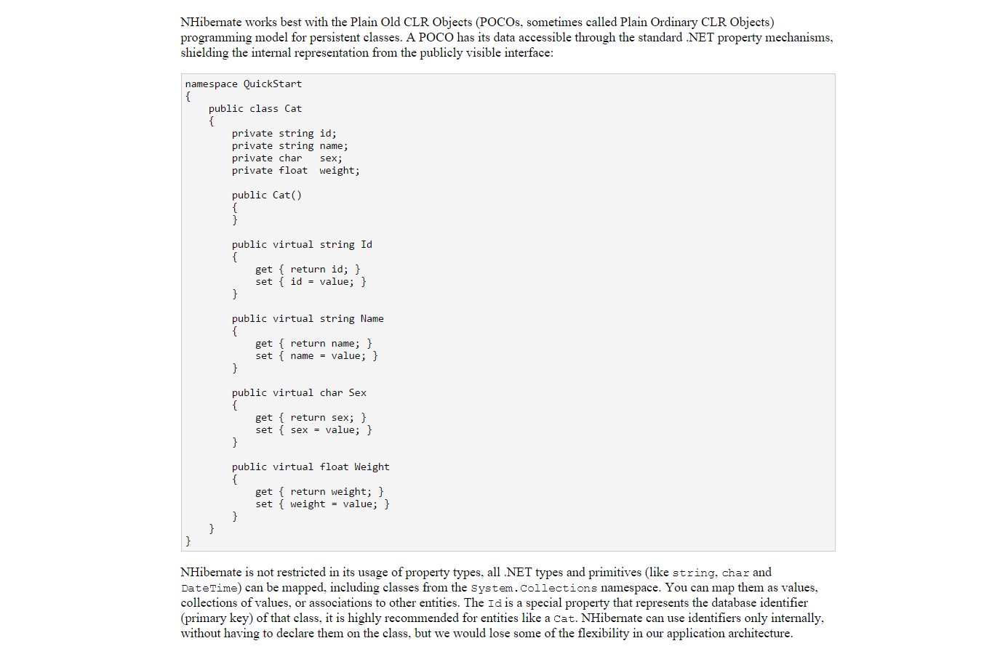 NHibernate works best with the Plain Old CLR Objects (POCOs, sometimes called Plain Ordinary CLR Objects)
programming model for persistent classes. A POCO has its data accessible through the standard .NET property mechanisms,
shielding the internal representation from the publicly visible interface:
namespace QuickStart
{
    public class Cat
    {
        private string id;
        private string name;
        private char   sex;
        private float  weight;

        public Cat()
        {
        }

        public virtual string Id
        {
            get { return id; }
            set { id = value; }
        }

        public virtual string Name
        {
            get { return name; }
            set { name = value; }
        }

        public virtual char Sex
        {
            get { return sex; }
            set { sex = value; }
        }

        public virtual float Weight
        {
            get { return weight; }
            set { weight = value; }
        }
    }
}
NHibernate is not restricted in its usage of property types, all .NET types and primitives (like string, char and
DateTime) can be mapped, including classes from the System.Collections namespace. You can map them as values,
collections of values, or associations to other entities. The Id is a special property that represents the database identifier
(primary key) of that class, it is highly recommended for entities like a Cat. NHibernate can use identifiers only internally,
without having to declare them on the class, but we would lose some of the flexibility in our application architecture.